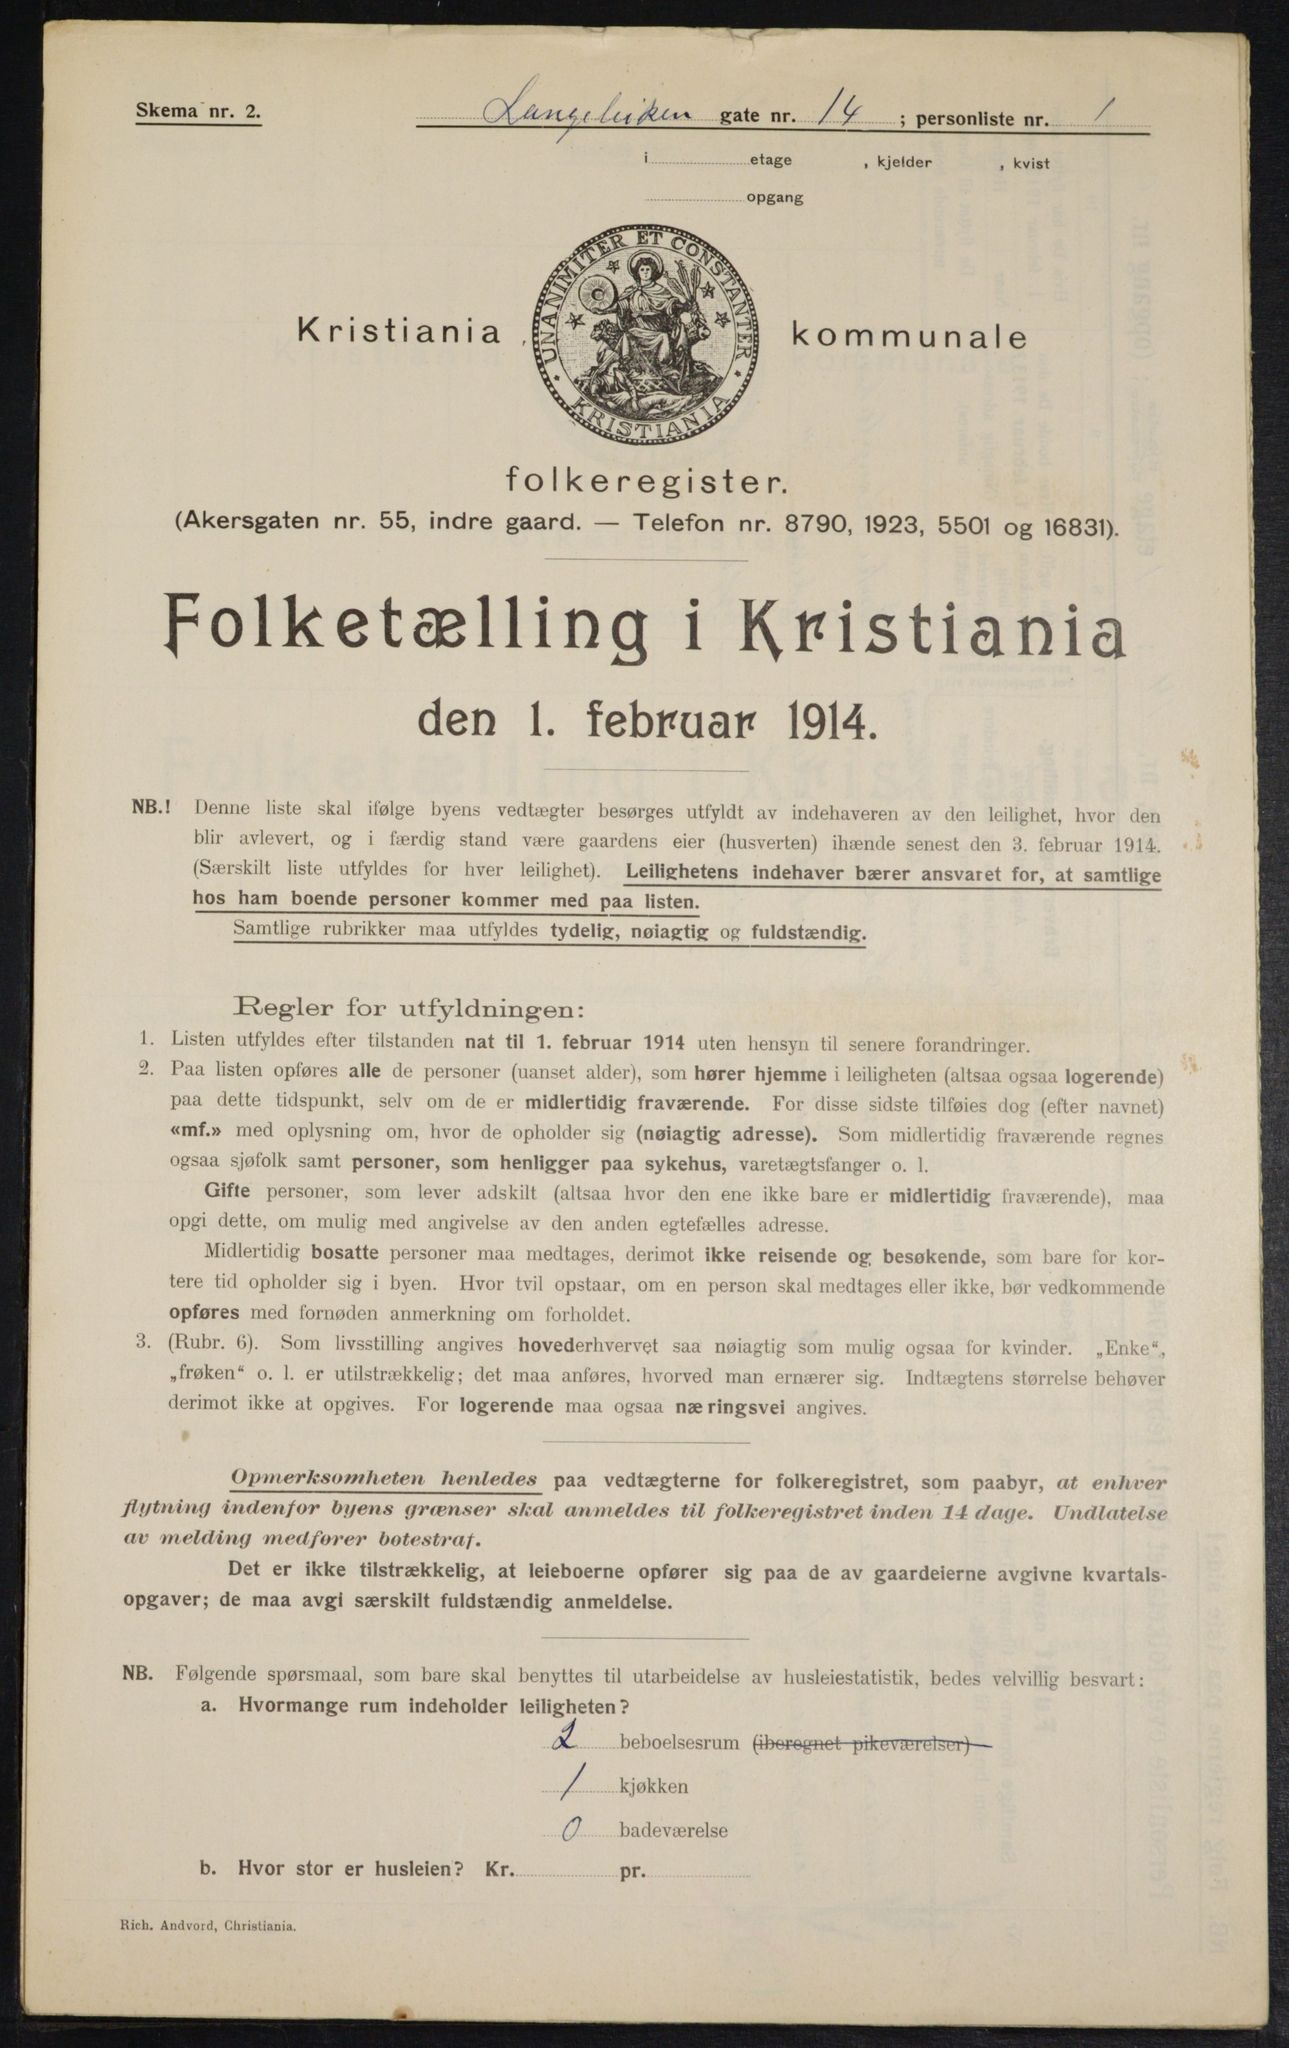 Skema nr. 2. Langeleiken gate nr. 14 ; personliste nr. 1
i etage , kjelder , kvist
opgang
UNANIMITER ET CONSTANTER
KRISTIANIA
Kristiania kommunale
folkeregister.
(Akersgaten nr. 55, indre gaard. — Telefon nr. 8790, 1923, 5501 og 16831).
Folketælling i Kristiania
den 1. februar 1914.
NB.! Denne liste skal ifølge byens vedtægter besørges utfyldt av indehaveren av den leilighet, hvor den
blir avlevert, og i færdig stand være gaardens eier (husverten) ihænde senest den 3. februar 1914.
(Særskilt liste utfyldes for hver leilighet). Leilighetens indehaver bærer ansvaret for, at samtlige
hos ham boende personer kommer med paa listen.
Samtlige rubrikker maa utfyldes tydelig, nøiagtig og fuldstændig.
Regler for utfyldningen:
1. Listen utfyldes efter tilstanden nat til 1. februar 1914 uten hensyn til senere forandringer.
2. Paa listen opføres alle de personer (uanset alder), som hører hjemme i leiligheten (altsaa ogsaa logerende)
paa dette tidspunkt, selv om de er midlertidig fraværende. For disse sidste tilføies dog (efter navnet)
«mf.» med oplysning om, hvor de opholder sig (nøiagtig adresse). Som midlertidig fraværende regnes
ogsaa sjøfolk samt personer, som henligger paa sykehus, varetægtsfanger o. l.
Gifte personer, som lever adskilt (altsaa hvor den ene ikke bare er midlertidig fraværende), maa
opgi dette, om mulig med angivelse av den anden egtefælles adresse.
Midlertidig bosatte personer maa medtages, derimot ikke reisende og besøkende, som bare for kor-
tere tid opholder sig i byen. Hvor tvil opstaar, om en person skal medtages eller ikke, bør vedkommende
opføres med fornøden anmerkning om forholdet.
3. (Rubr. 6). Som livsstilling angives hovederhvervet saa nøiagtig som mulig ogsaa for kvinder. „Enke“,
„frøken“ o. l. er utilstrækkelig; det maa anføres, hvorved man ernærer sig. Indtægtens størrelse behøver
derimot ikke at opgives. For logerende maa ogsaa næringsvei angives.
Opmerksomheten henledes paa vedtægterne for folkeregistret, som paabyr, at enhver
flytning indenfor byens grænser skal anmeldes til folkeregistret inden 14 dage. Undlatelse
av melding medfører bøtestraf.
Det er ikke tilstrækkelig, at leieboerne opfører sig paa de av gaardeierne avgivne kvartals-
opgaver; de maa avgi særskilt fuldstændig anmeldelse.
NB. Følgende spørsmaal, som bare skal benyttes til utarbeidelse av husleiestatistik, bedes velvillig besvart:
a. Hvormange rum indeholder leiligheten?
2 beboelsesrum (iberegnet pikeværelser)
1 kjøkken
0 badeværelse
b. Hvor stor er husleien? Kr. pr.
Rich. Andvord, Christiania.